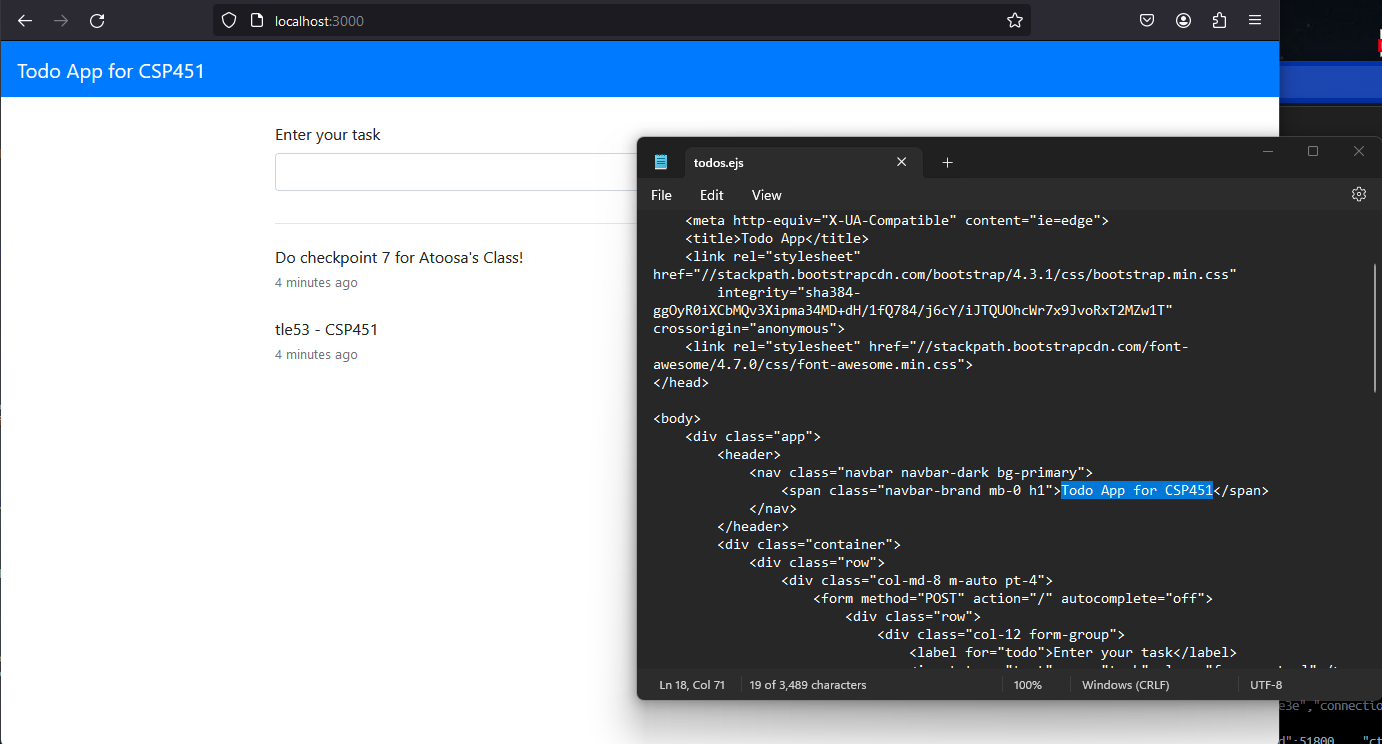 localhost:3000
Todo App for CSP451
Enter your task
Do checkpoint 7 for Atoosa's Class!
4 minutes ago
tle53 - CSP451
4 minutes ago
todos.ejs
File Edit View
<meta http-equiv="X-UA-Compatible" content="ie=edge">
<title>Todo App</title>
<link rel="stylesheet"
href="//stackpath.bootstrapcdn.com/bootstrap/4.3.1/css/bootstrap.min.css"
integrity="sha384-
ggOyR0iXCbMQv3Xipma34MD+dH/1fQ784/j6cY/iJTQUOhcWr7x9JvoRxT2MZw1T"
crossorigin="anonymous">
<link rel="stylesheet" href="//stackpath.bootstrapcdn.com/font-
awesome/4.7.0/css/font-awesome.min.css">
</head>
<body>
<div class="app">
<header>
<nav class="navbar navbar-dark bg-primary">
<span class="navbar-brand mb-0 h1">Todo App for CSP451</span>
</nav>
</header>
<div class="container">
<div class="row">
<div class="col-md-8 m-auto pt-4">
<form method="POST" action="/" autocomplete="off">
<div class="row">
<div class="col-12 form-group">
<label for="todo">Enter your task</label>
Ln 18, Col 71 19 of 3,489 characters 100% Windows (CRLF) UTF-8
e3e","connectio
d":51800, "ct